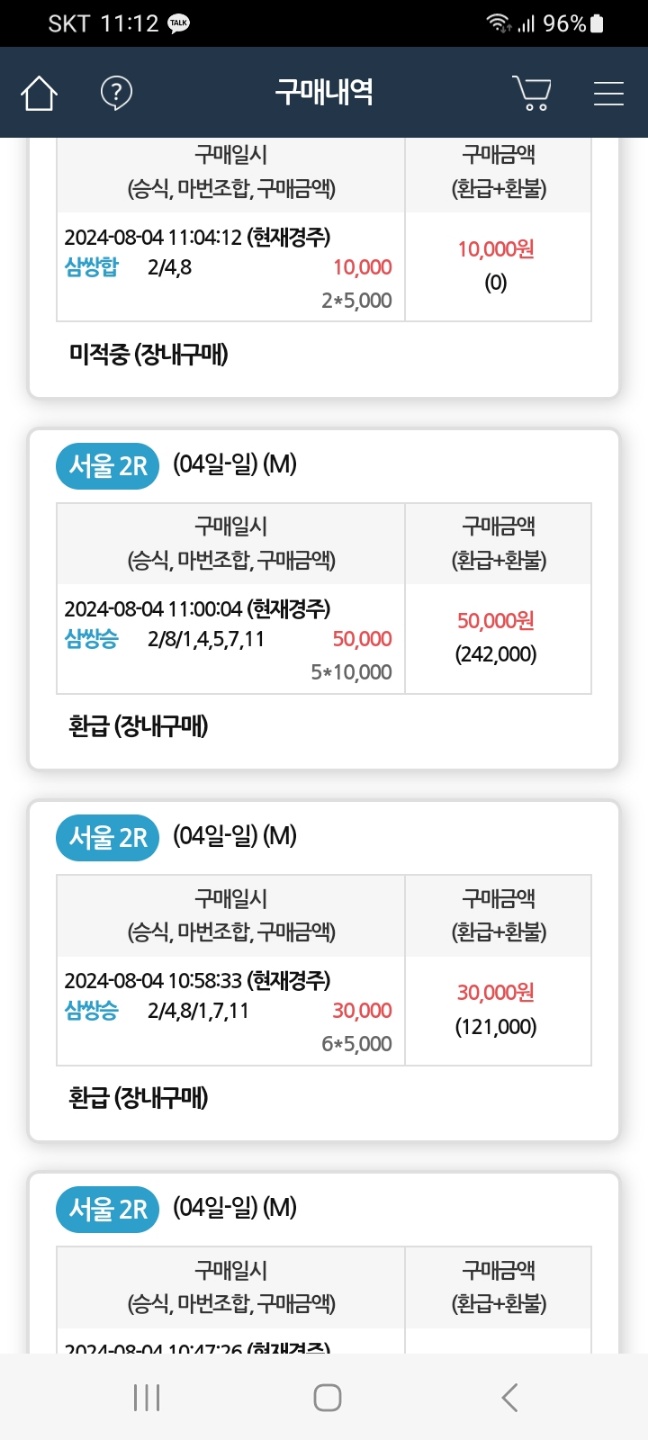 SKT 11:12 TALK 96%
구매내역
구매일시 구매금액
(승식, 마번조합, 구매금액) (환급+환불)
2024-08-04 11:04:12 (현재경주) 10,000원
삼쌍합 2/4,8 10,000 (0)
2*5,000
미적중 (장내구매)
서울 2R (04일-일) (M)
구매일시 구매금액
(승식, 마번조합, 구매금액) (환급+환불)
2024-08-04 11:00:04 (현재경주) 50,000원
삼쌍승 2/8/1,4,5,7,11 50,000 (242,000)
5*10,000
환급 (장내구매)
서울 2R (04일-일) (M)
구매일시 구매금액
(승식, 마번조합, 구매금액) (환급+환불)
2024-08-04 10:58:33 (현재경주) 30,000원
삼쌍승 2/4,8/1,7,11 30,000 (121,000)
6*5,000
환급 (장내구매)
서울 2R (04일-일) (M)
구매일시 구매금액
(승식, 마번조합, 구매금액) (환급+환불)
2024-08-04 10:47:26 (현재경주)